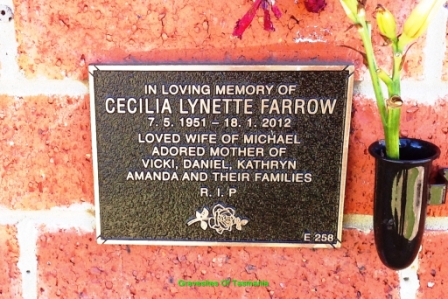 IN LOVING MEMORY OF
CECILIA LYNETTE FARROW
7. 5. 1951 – 18. 1. 2012
LOVED WIFE OF MICHAEL
ADORED MOTHER OF
VICKI, DANIEL, KATHRYN
AMANDA AND THEIR FAMILIES
R. I. P
E 258
Gravesites Of Tasmania